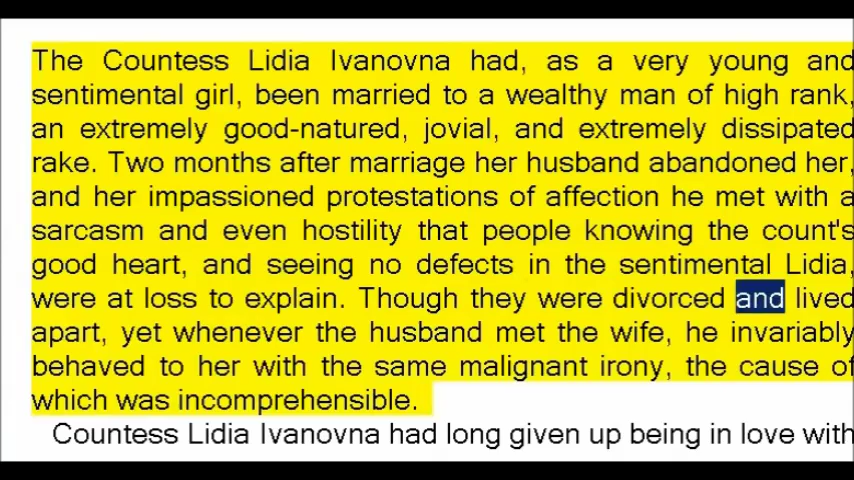 The Countess Lidia Ivanovna had, as a very young and
sentimental girl, been married to a wealthy man of high rank,
an extremely good-natured, jovial, and extremely dissipated
rake. Two months after marriage her husband abandoned her,
and her impassioned protestations of affection he met with a
sarcasm and even hostility that people knowing the count's
good heart, and seeing no defects in the sentimental Lidia,
were at loss to explain. Though they were divorced and lived
apart, yet whenever the husband met the wife, he invariably
behaved to her with the same malignant irony, the cause of
which was incomprehensible.
Countess Lidia Ivanovna had long given up being in love with